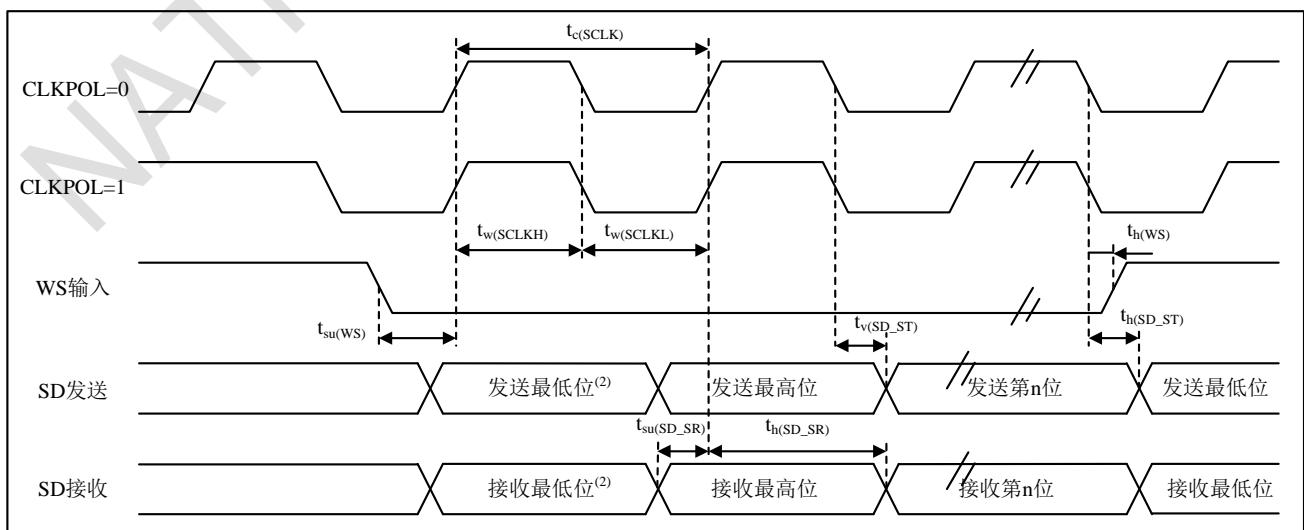 NATI
tc(SCLK)
CLKPOL=0
CLKPOL=1
tw(SCLKH)
tw(SCLKL)
th(WS)
WS输入
tsu(WS)
tv(SD_ST)
th(SD_ST)
SD发送
发送最低位(2)
发送最高位
发送第n位
发送最低位
tsu(SD_SR)
th(SD_SR)
SD接收
接收最低位(2)
接收最高位
接收第n位
接收最低位